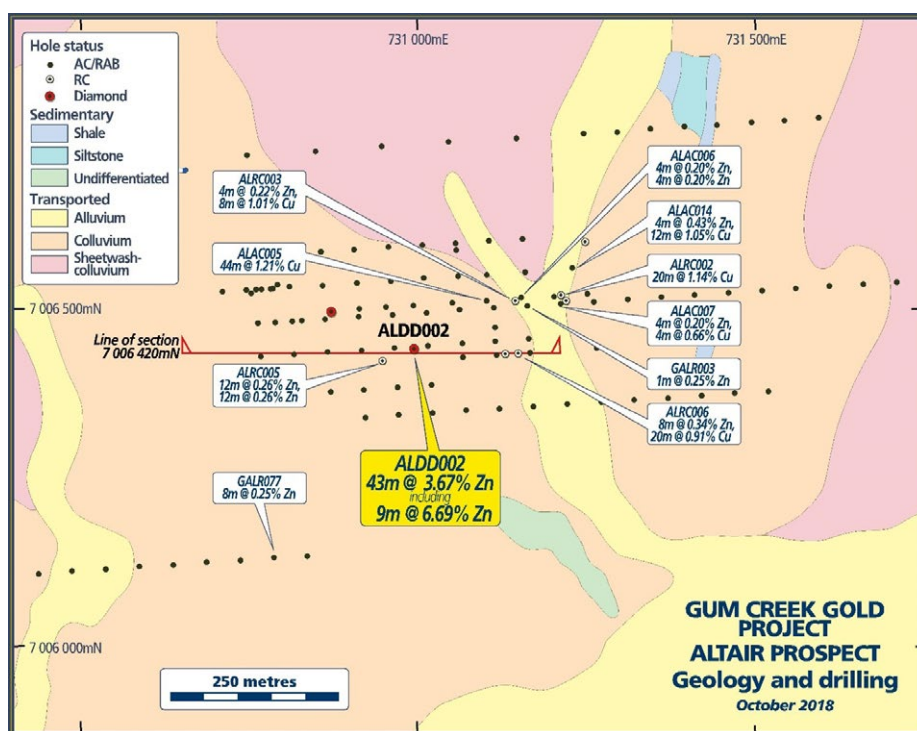 731 000mE
731 500mE
Hole status
AC/RAB
RC
Diamond
Sedimentary
Shale
Siltstone
Undifferentiated
Transported
Alluvium
Colluvium
Sheetwash-
colluvium
ALRC003
4m @ 0.22% Zn,
8m @ 1.01% Cu
ALAC005
44m @ 1.21% Cu
ALAC006
4m @ 0.20% Zn,
4m @ 0.20% Zn
ALAC014
4m @ 0.43% Zn,
12m @ 1.05% Cu
ALRC002
20m @ 1.14% Cu
ALAC007
4m @ 0.20% Zn,
4m @ 0.66% Cu
GALR003
1m @ 0.25% Zn
ALRC006
8m @ 0.34% Zn,
20m @ 0.91% Cu
7 006 500mN
Line of section
7 006 420mN
ALDD002
ALRC005
12m @ 0.26% Zn,
12m @ 0.26% Zn
ALDD002
43m @ 3.67% Zn
including
9m @ 6.69% Zn
GALR077
8m @ 0.25% Zn
7 006 000mN
250 metres
GUM CREEK GOLD
PROJECT
ALTAIR PROSPECT
Geology and drilling
October 2018